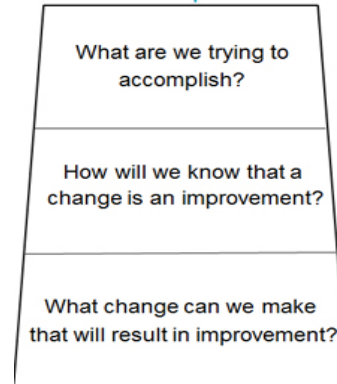 What are we trying to
accomplish?
How will we know that a
change is an improvement?
What change can we make
that will result in improvement?